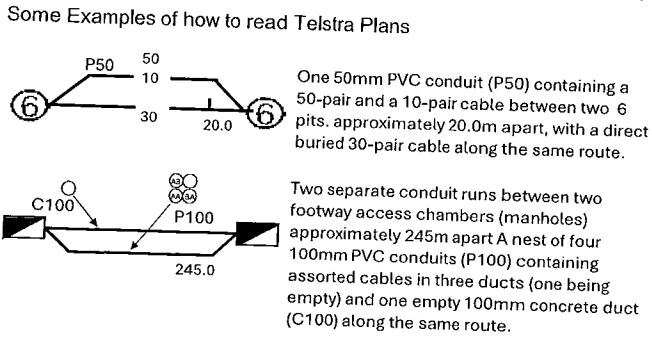 Some Examples of how to read Telstra Plans
P50
50
10
6
6
30
20.0
One 50mm PVC conduit (P50) containing a
50-pair and a 10-pair cable between two 6
pits. approximately 20.0m apart, with a direct
buried 30-pair cable along the same route.
C100
A3
AA
BA
P100
245.0
Two separate conduit runs between two
footway access chambers (manholes)
approximately 245m apart A nest of four
100mm PVC conduits (P100) containing
assorted cables in three ducts (one being
empty) and one empty 100mm concrete duct
(C100) along the same route.